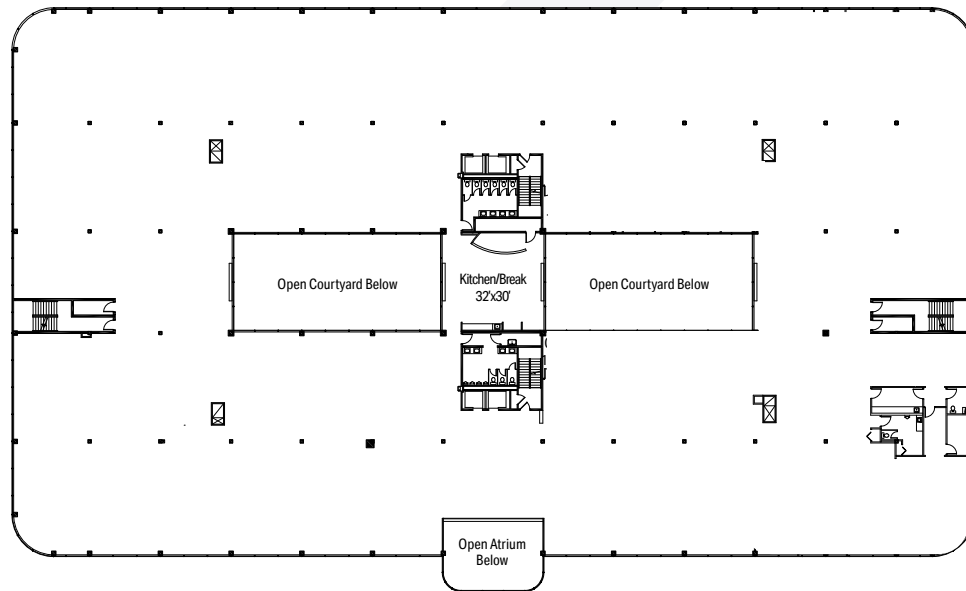 Open Courtyard Below
Kitchen/Break
32'x30'
Open Courtyard Below
Open Atrium
Below